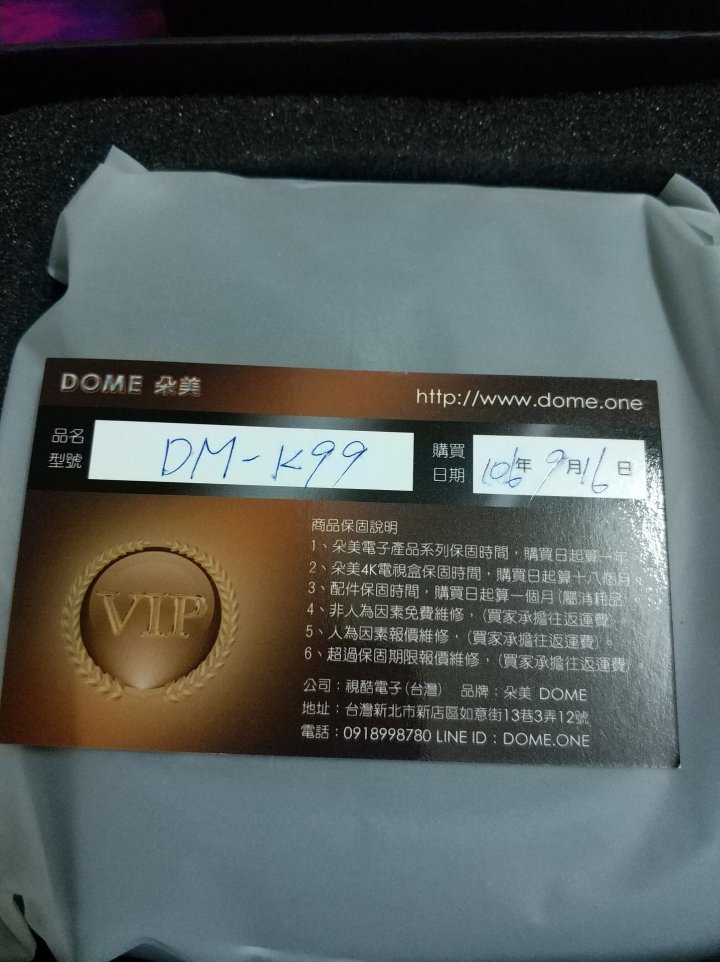 DOME 朵美
http://www.dome.one
品名
型號 DM-K99
購買
日期 106年 9月16日
VIP
商品保固說明
1、朵美電子產品系列保固時間，購買日起算一年
2、朵美4K電視盒保固時間，購買日起算十八個月
3、配件保固時間，購買日起算一個月(屬消耗品)
4、非人為因素免費維修，(買家承擔往返運費)
5、人為因素報價維修，(買家承擔往返運費)。
6、超過保固期限報價維修，(買家承擔往返運費)。
公司：視酷電子(台灣) 品牌：朵美 DOME
地址：台灣新北市新店區如意街13巷3弄12號
電話：0918998780 LINE ID：DOME.ONE